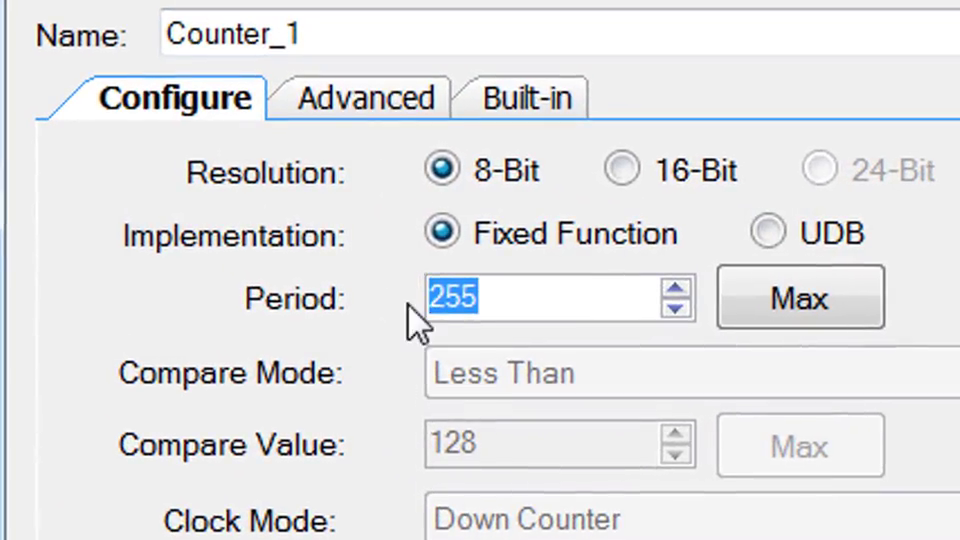 Name: Counter_1
Configure Advanced Built-in
Resolution: 8-Bit 16-Bit 24-Bit
Implementation: Fixed Function UDB
Period: 255 Max
Compare Mode: Less Than
Compare Value: 128 Max
Clock Mode: Down Counter